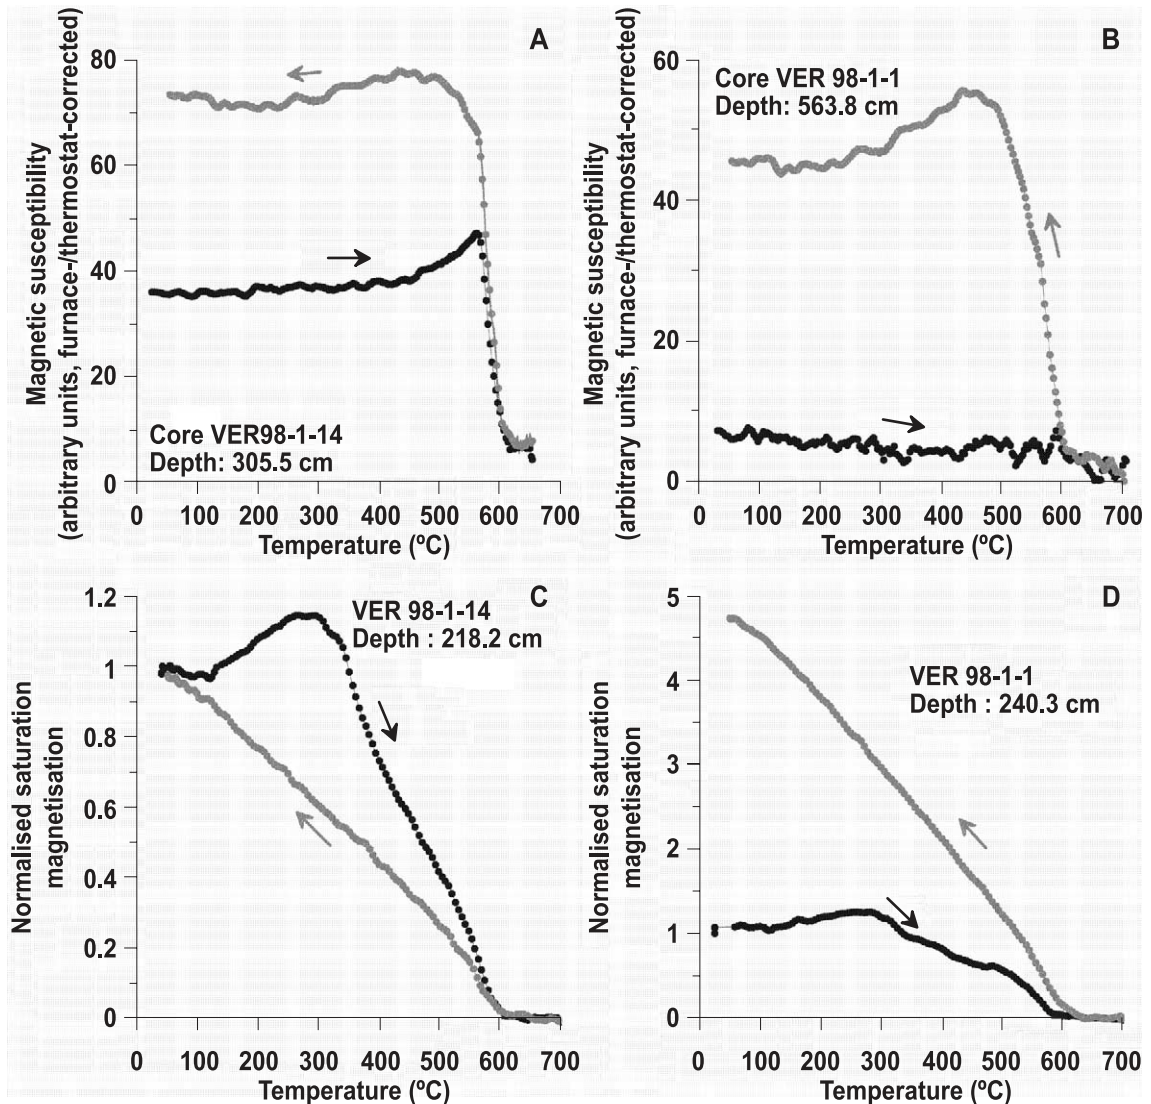 A
Magnetic susceptibility
(arbitrary units, furnace-/thermostat-corrected)
80
60
40
20
0
Core VER98-1-14
Depth: 305.5 cm
0 100 200 300 400 500 600 700
Temperature (ºC)
B
Magnetic susceptibility
(arbitrary units, furnace-/thermostat-corrected)
60
40
20
0
Core VER 98-1-1
Depth: 563.8 cm
0 100 200 300 400 500 600 700
Temperature (ºC)
C
Normalised saturation
magnetisation
1.2
1
0.8
0.6
0.4
0.2
0
VER 98-1-14
Depth : 218.2 cm
0 100 200 300 400 500 600 700
Temperature (ºC)
D
Normalised saturation
magnetisation
5
4
3
2
1
0
VER 98-1-1
Depth : 240.3 cm
0 100 200 300 400 500 600 700
Temperature (ºC)